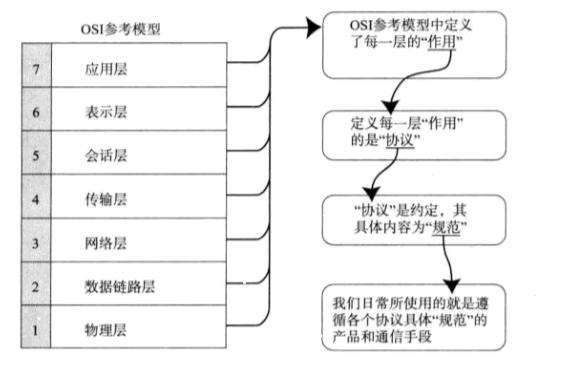 OSI参考模型
7 应用层
6 表示层
5 会话层
4 传输层
3 网络层
2 数据链路层
1 物理层
OSI参考模型中定义
了每一层的“作用”
定义每一层“作用”
的是“协议”
“协议”是约定，其
具体内容为“规范”
我们日常所使用的就是遵
循各个协议具体“规范”的
产品和通信手段